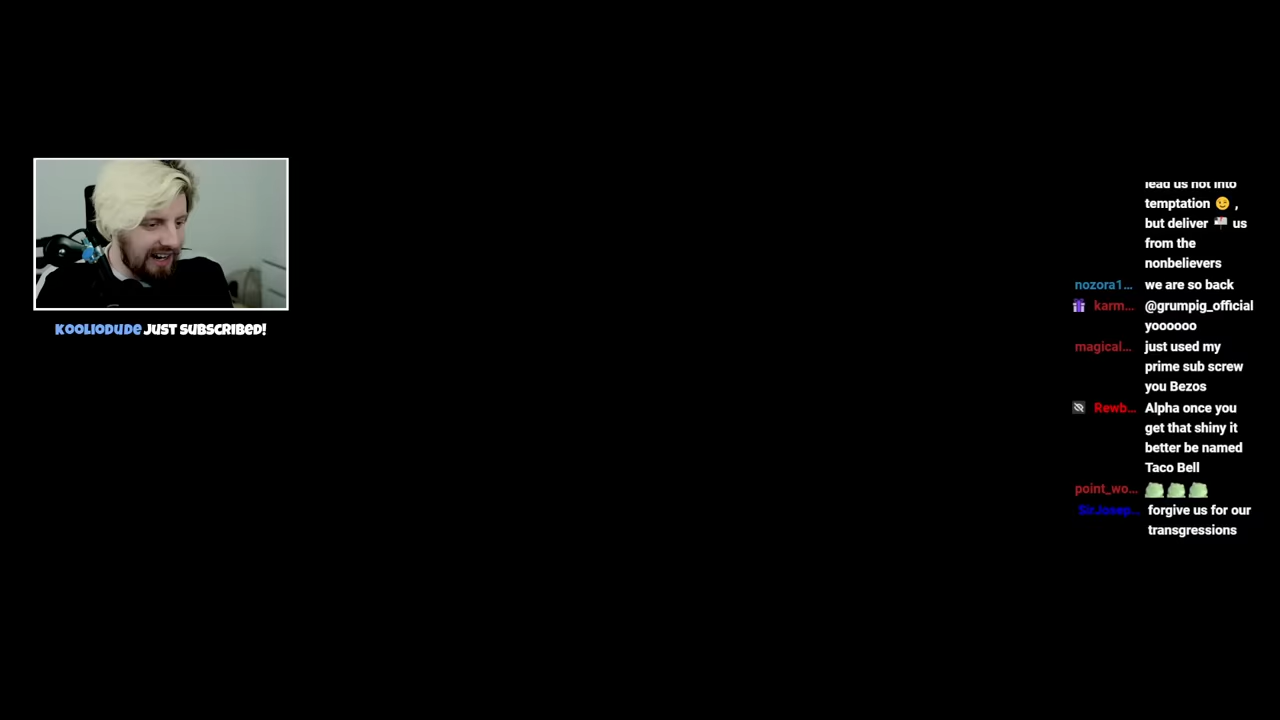 KOOLIODUDE JUST SUBSCRIBED!
lead us not into
temptation 😉 ,
but deliver 📬 us
from the
nonbelievers
nozora1... we are so back
karm... @grumpig_official
yoooooo
magical... just used my
prime sub screw
you Bezos
Rewb... Alpha once you
get that shiny it
better be named
Taco Bell
point_wo...
SirJosep... forgive us for our
transgressions